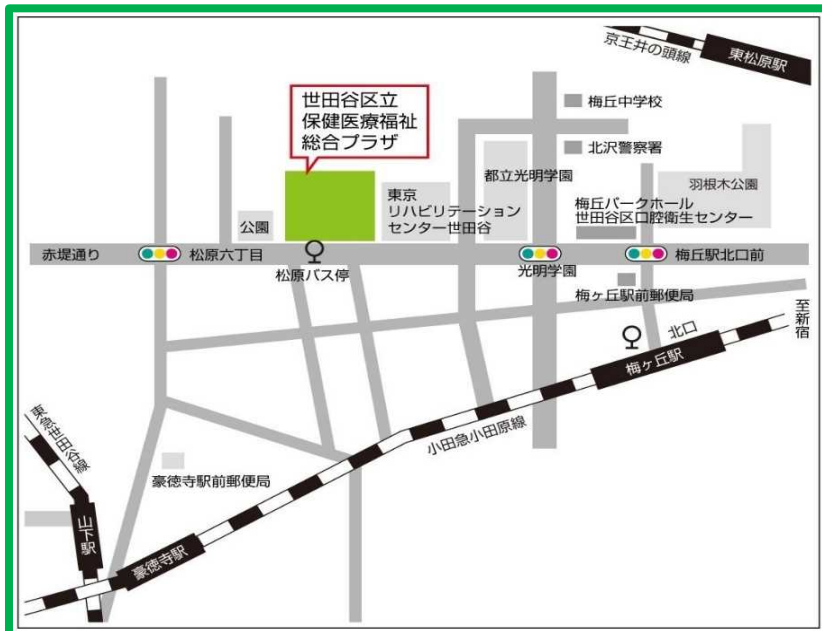 京王井の頭線
東松原駅
世田谷区立
保健医療福祉
総合プラザ
梅丘中学校
北沢警察署
都立光明学園
羽根木公園
東京
リハビリテーション
センター世田谷
公園
梅丘パークホール
世田谷区口腔衛生センター
赤堤通り
松原六丁目
松原バス停
光明学園
梅丘駅北口前
梅ヶ丘駅前郵便局
至新宿
北口
梅ヶ丘駅
小田急小田原線
東急世田谷線
豪徳寺駅前郵便局
山下駅
豪徳寺駅